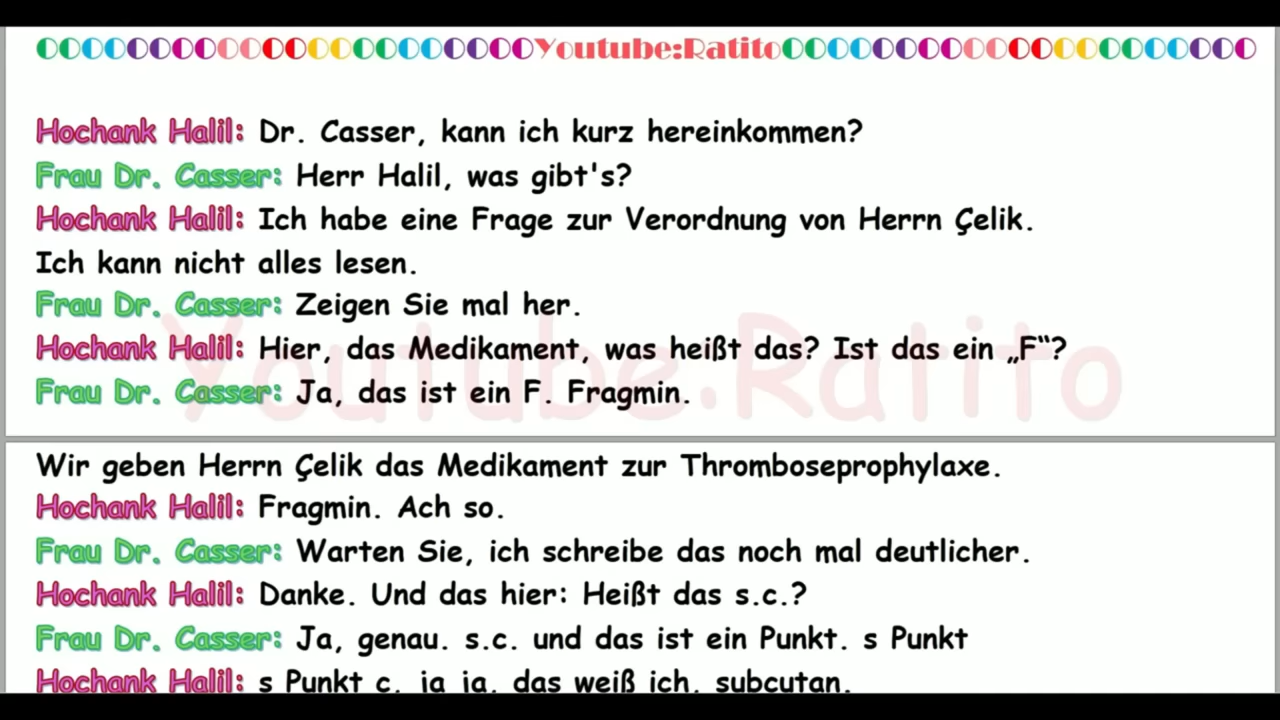 Youtube:Ratito
Hochank Halil: Dr. Casser, kann ich kurz hereinkommen?
Frau Dr. Casser: Herr Halil, was gibt's?
Hochank Halil: Ich habe eine Frage zur Verordnung von Herrn Çelik.
Ich kann nicht alles lesen.
Frau Dr. Casser: Zeigen Sie mal her.
Hochank Halil: Hier, das Medikament, was heißt das? Ist das ein „F“?
Frau Dr. Casser: Ja, das ist ein F. Fragmin.
Youtube:Ratito
Wir geben Herrn Çelik das Medikament zur Thromboseprophylaxe.
Hochank Halil: Fragmin. Ach so.
Frau Dr. Casser: Warten Sie, ich schreibe das noch mal deutlicher.
Hochank Halil: Danke. Und das hier: Heißt das s.c.?
Frau Dr. Casser: Ja, genau. s.c. und das ist ein Punkt. s Punkt
Hochank Halil: s Punkt c, ja ja, das weiß ich, subcutan.